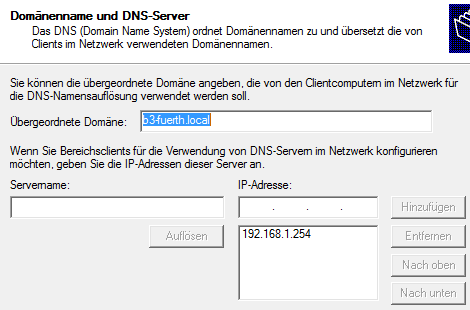 Domänenname und DNS-Server
Das DNS (Domain Name System) ordnet Domänennamen zu und übersetzt die von
Clients im Netzwerk verwendeten Domänennamen.
Sie können die übergeordnete Domäne angeben, die von den Clientcomputern im Netzwerk für
die DNS-Namensauflösung verwendet werden soll.
Übergeordnete Domäne: b3-fuerth.local
Wenn Sie Bereichsclients für die Verwendung von DNS-Servern im Netzwerk konfigurieren
möchten, geben Sie die IP-Adressen dieser Server an.
Servername: IP-Adresse:
. . . Hinzufügen
Auflösen 192.168.1.254 Entfernen
Nach oben
Nach unten